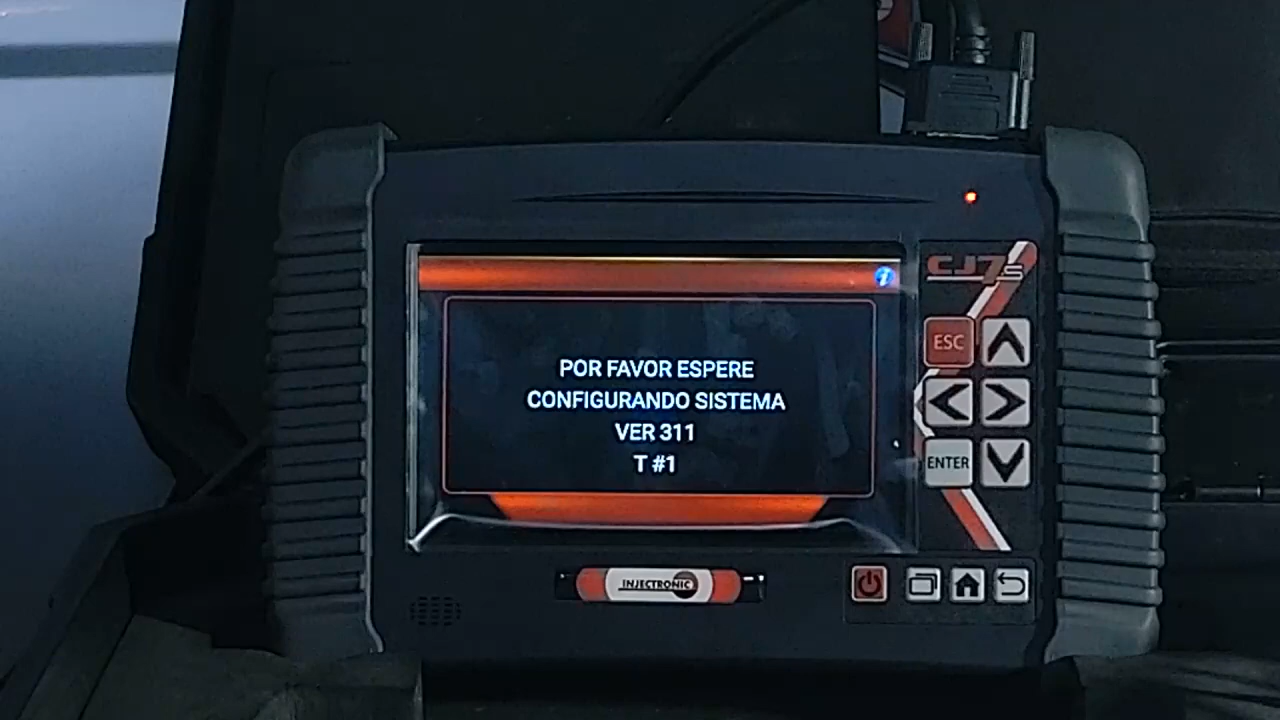 CJ7s
POR FAVOR ESPERE
CONFIGURANDO SISTEMA
VER 311
T #1
ESC
ENTER
INJECTRONIC